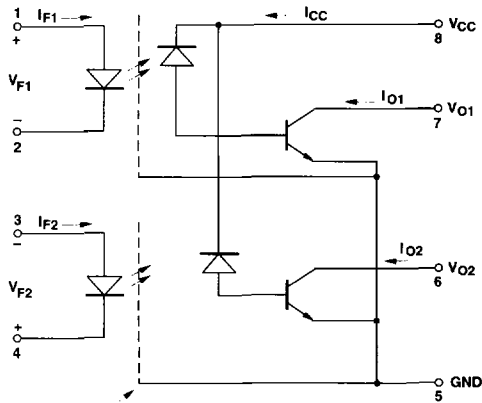 1
IF1
+
VF1
−
2
ICC
VCC
8
IO1
VO1
7
3
IF2
−
VF2
+
4
IO2
VO2
6
GND
5